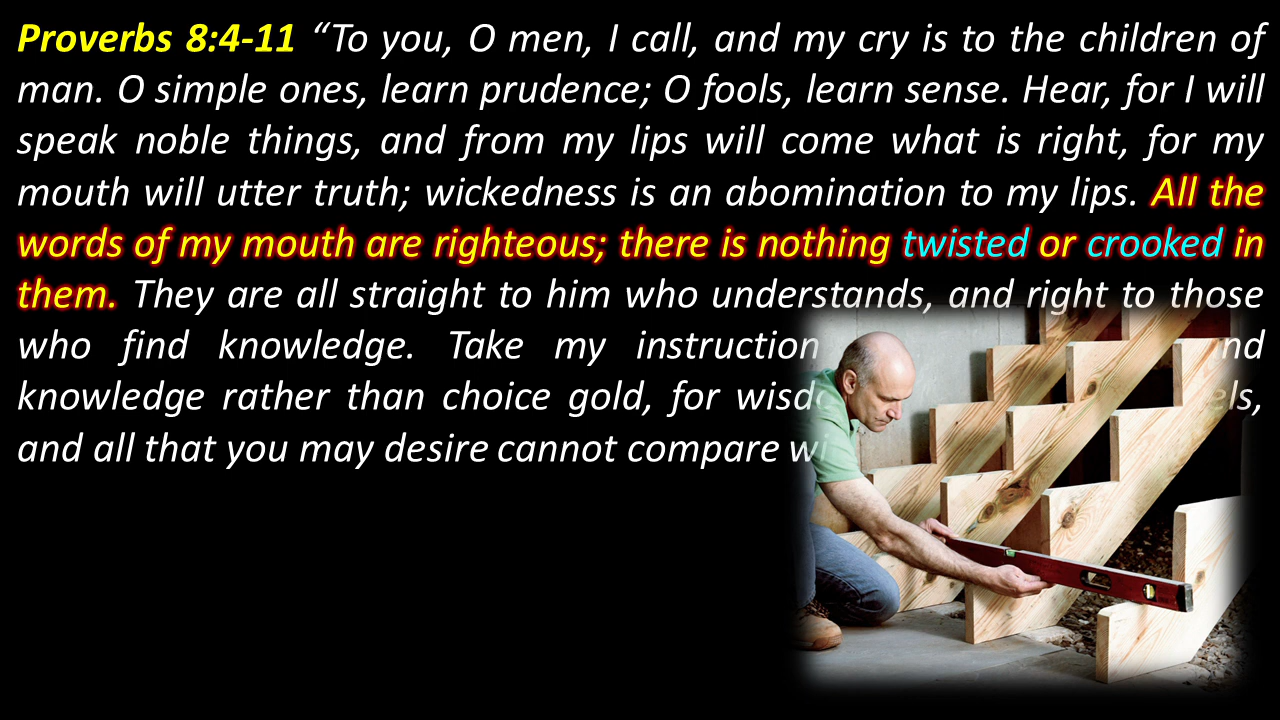 Proverbs 8:4-11 “To you, O men, I call, and my cry is to the children of
man. O simple ones, learn prudence; O fools, learn sense. Hear, for I will
speak noble things, and from my lips will come what is right, for my
mouth will utter truth; wickedness is an abomination to my lips. All the
words of my mouth are righteous; there is nothing twisted or crooked in
them. They are all straight to him who understands, and right to those
who find knowledge. Take my instruction
knowledge rather than choice gold, for
and all that you may desire cannot compare